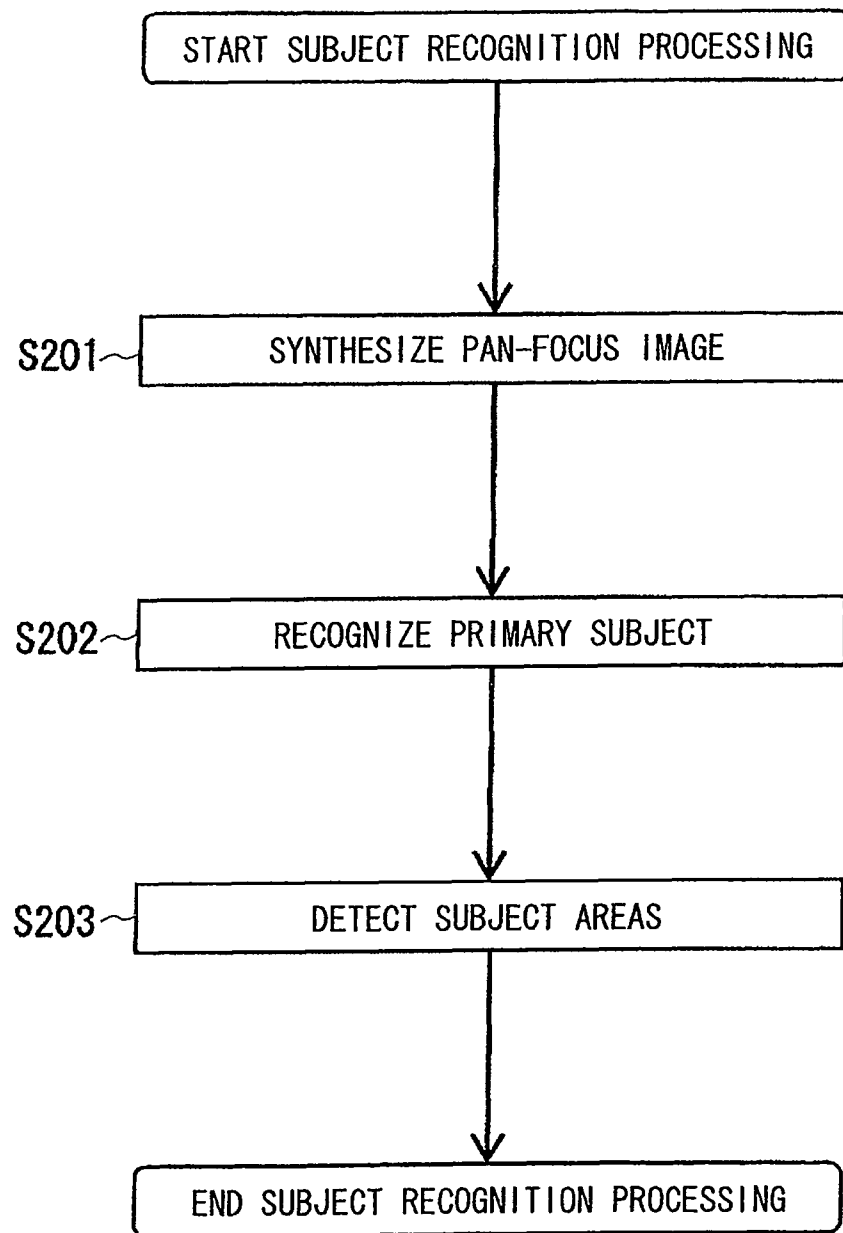 START SUBJECT RECOGNITION PROCESSING
S201 SYNTHESIZE PAN-FOCUS IMAGE
S202 RECOGNIZE PRIMARY SUBJECT
S203 DETECT SUBJECT AREAS
END SUBJECT RECOGNITION PROCESSING